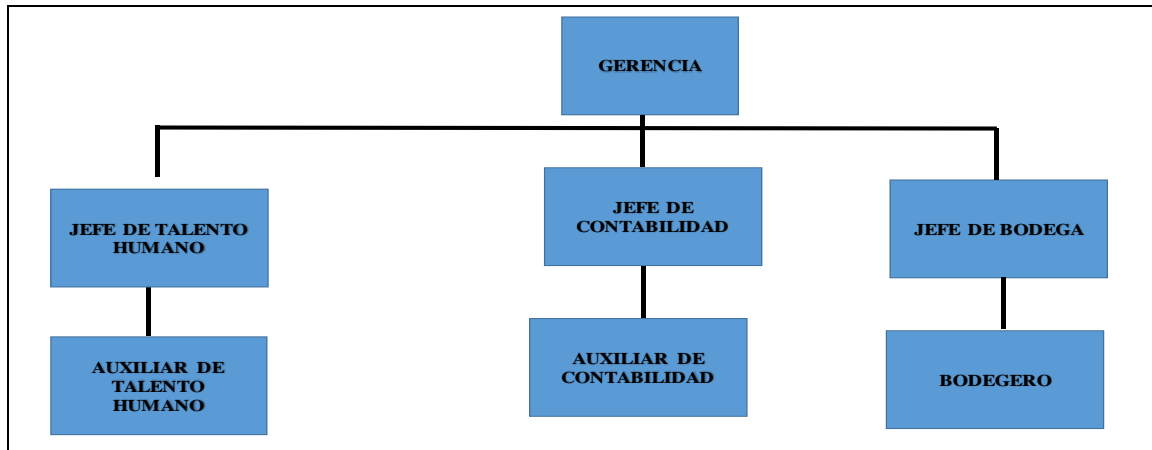 GERENCIA
JEFE DE TALENTO
HUMANO
JEFE DE
CONTABILIDAD
JEFE DE BODEGA
AUXILIAR DE
TALENTO
HUMANO
AUXILIAR DE
CONTABILIDAD
BODEGERO